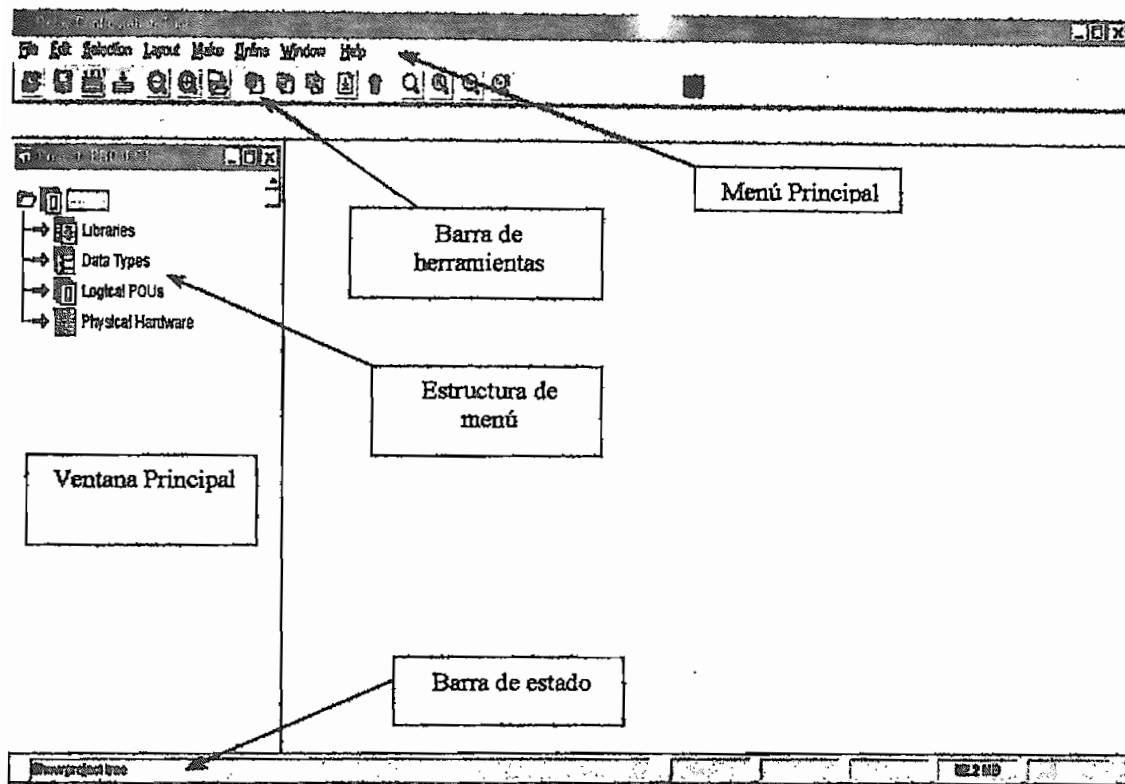 File Edit Selection Layout Make Online Window Help
Menú Principal
Barra de
herramientas
Libraries
Data Types
Logical POUs
Physical Hardware
Estructura de
menú
Ventana Principal
Barra de estado
Show project tree